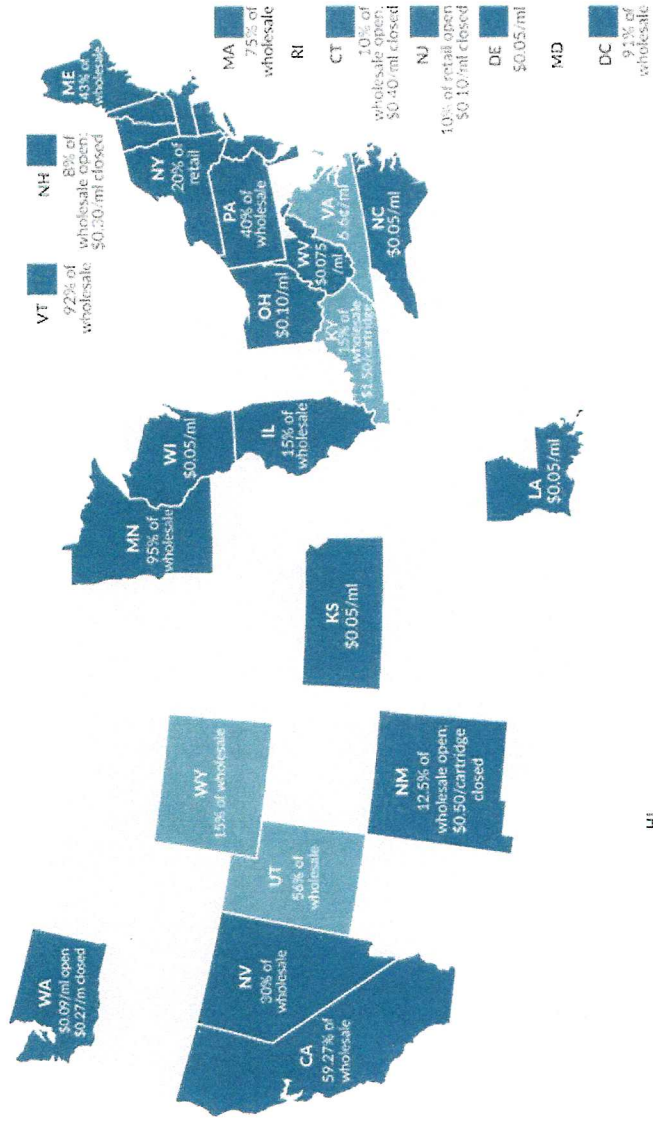 WA
$0.09/ml open
$0.27/m closed
CA
59.27% of
wholesale
NV
30% of
wholesale
UT
56% of
wholesale
WY
15% of wholesale
NM
12.5% of
wholesale open;
$0.50/cartridge
closed
KS
$0.05/ml
MN
95% of
wholesale
WI
$0.05/ml
IL
15% of
wholesale
LA
$0.05/ml
KY
15% of
wholesale
$1.50/cartridge
OH
$0.10/ml
WV
$0.075
/ml
VA
6.6¢/ml
NC
$0.05/ml
PA
40% of
wholesale
NY
20% of
retail
ME
43% of
wholesale
VT
92% of
wholesale
NH
8% of
wholesale open;
$0.30/ml closed
MA
75% of
wholesale
RI
CT
10% of
wholesale open,
$0.40/ml closed
NJ
10% of retail open
$0.10/ml closed
DE
$0.05/ml
MD
DC
91% of
wholesale
HI